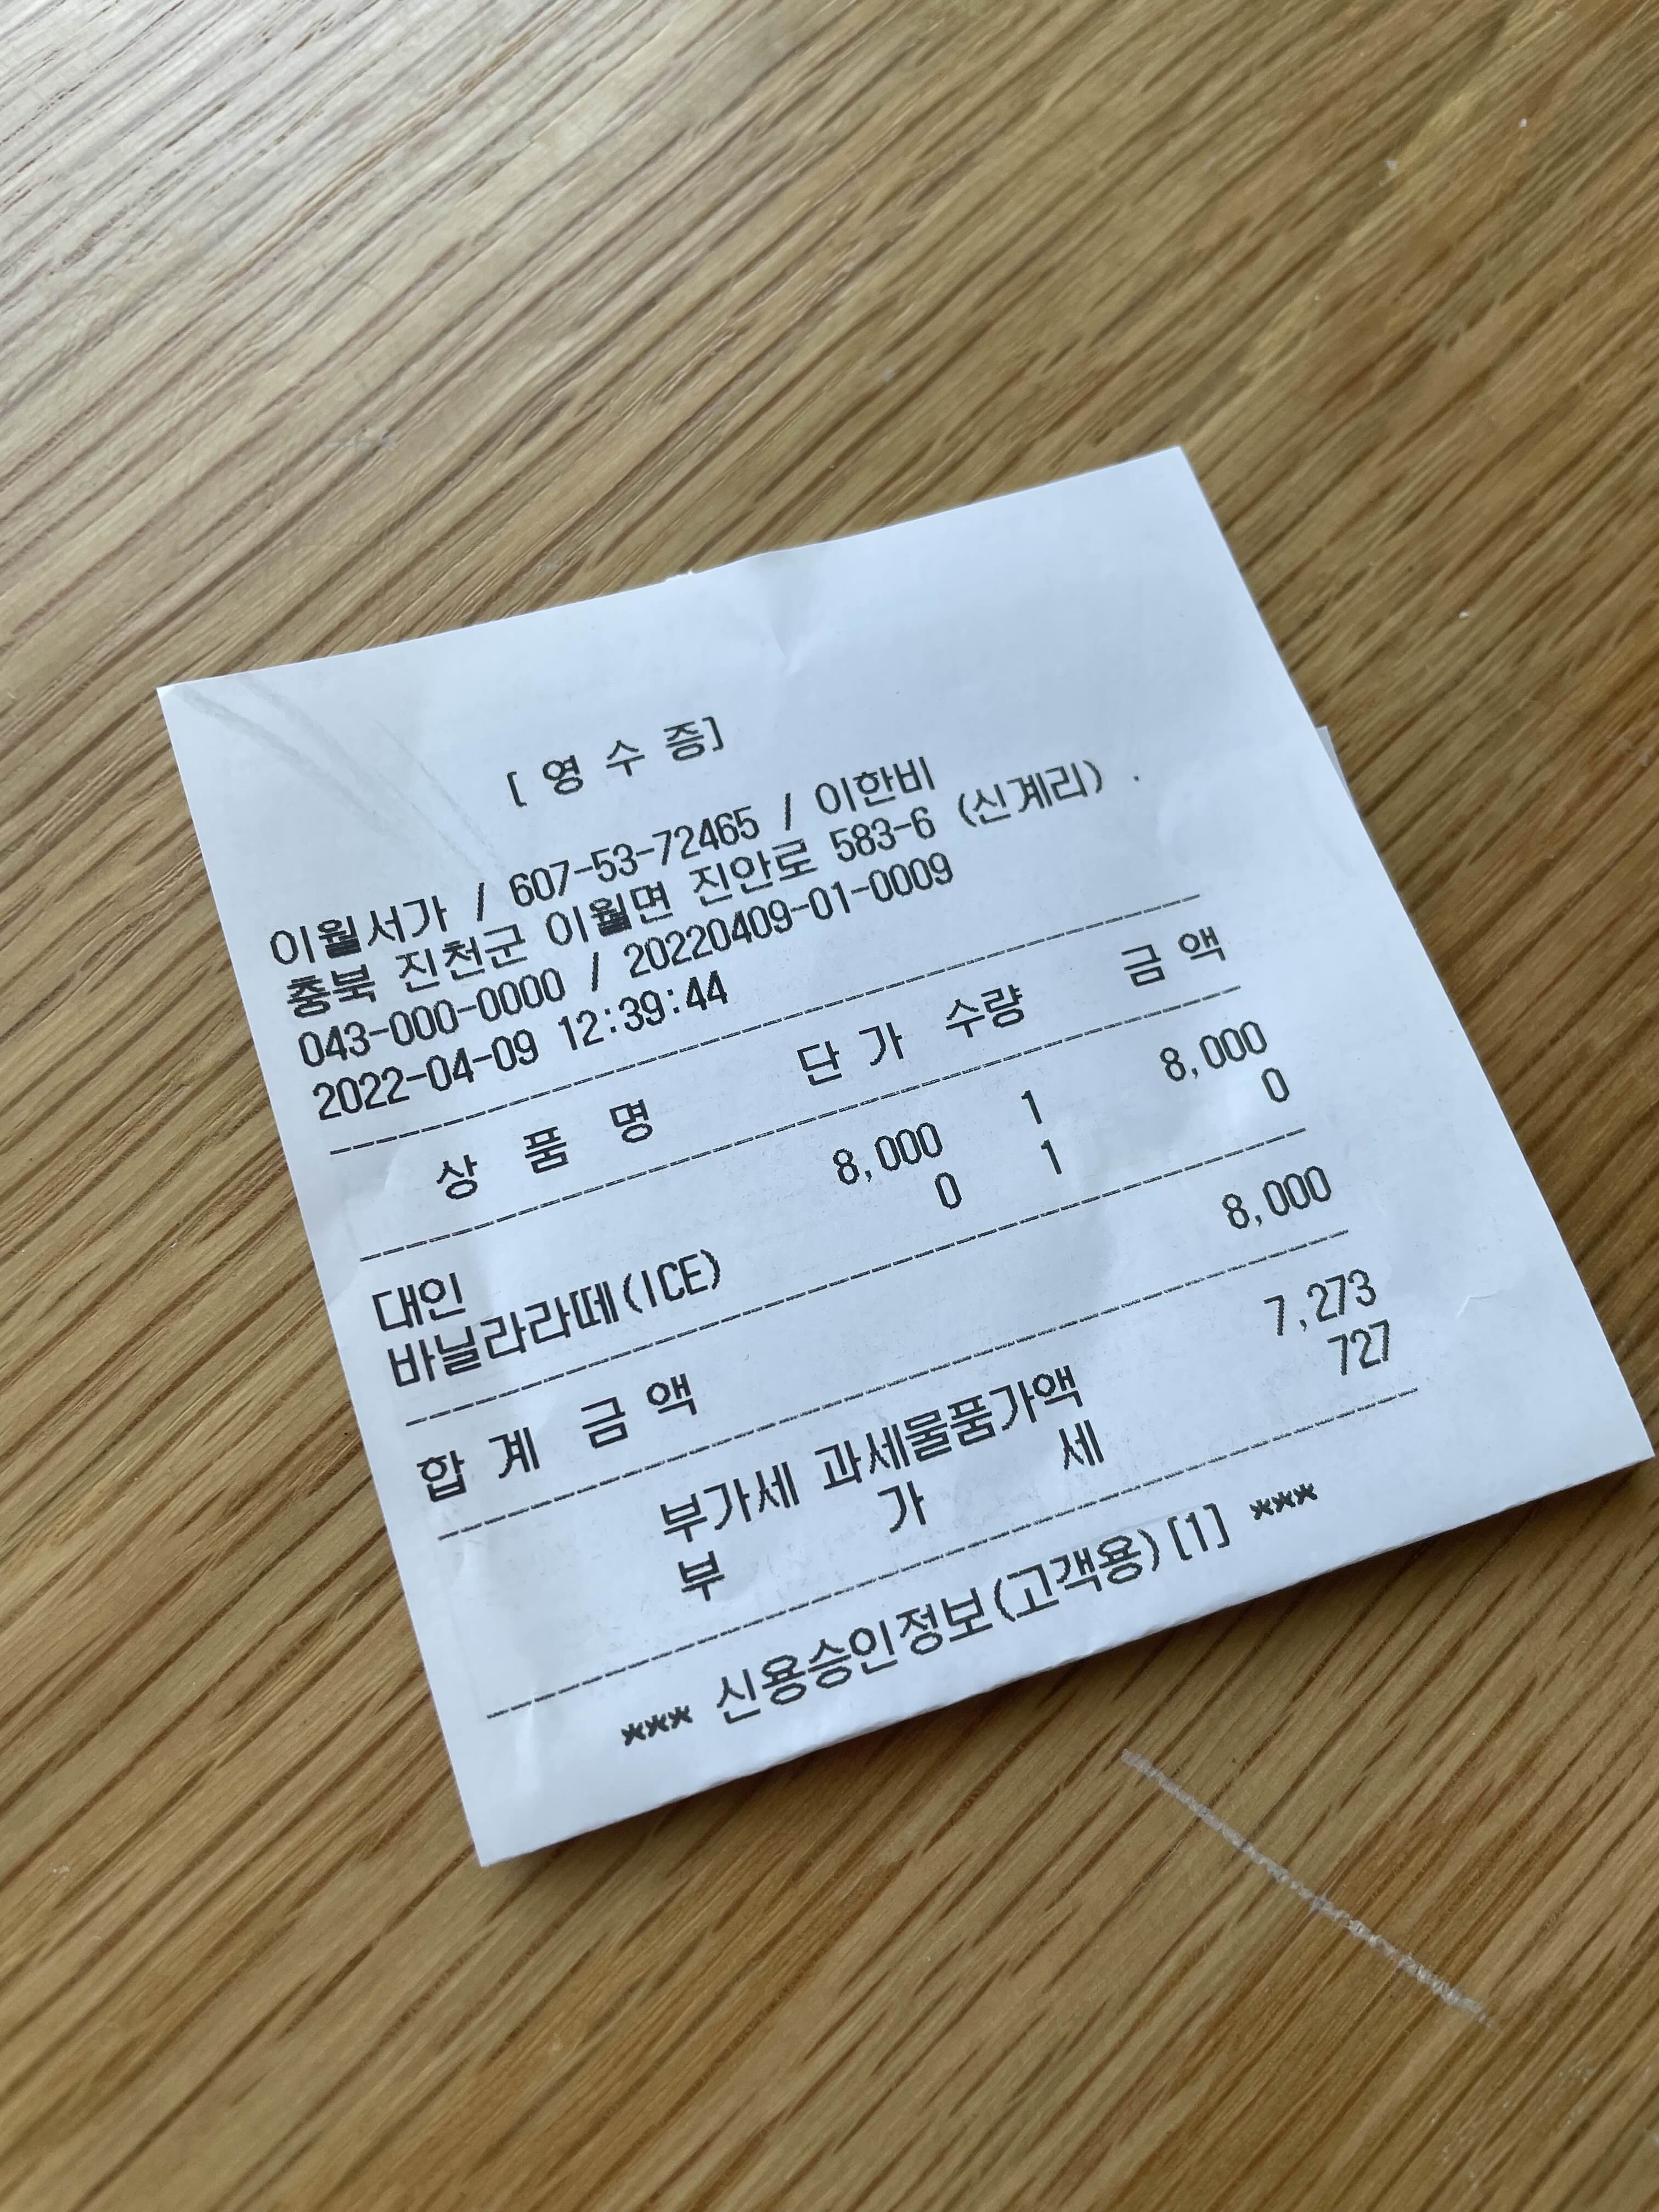 [ 영 수 증]
이월서가 / 607-53-72465 / 이한비
충북 진천군 이월면 진안로 583-6 (신계리) .
043-000-0000 / 20220409-01-0009
2022-04-09 12:39:44
상 품 명 단 가 수량 금 액
대인 8,000 1 8,000
바닐라라떼(ICE) 0 1 0
합 계 금 액 8,000
부가세 과세물품가액 7,273
부 가 세 727
*** 신용승인정보(고객용)[1] ***